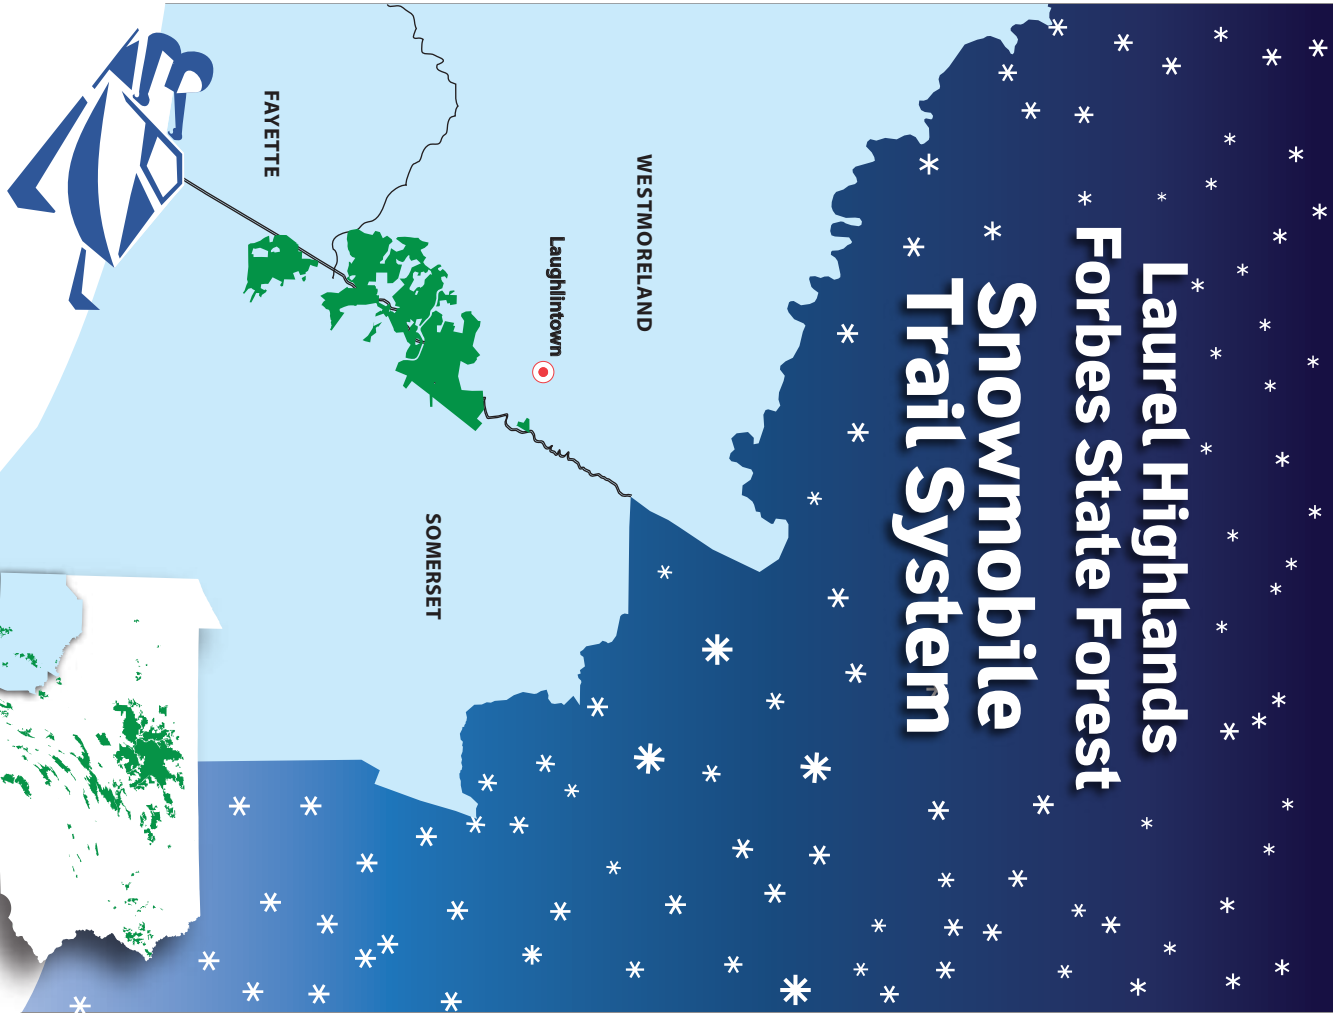 Laurel Highlands
Forbes State Forest
Snowmobile
Trail System
WESTMORELAND
Laughlintown
SOMERSET
FAYETTE